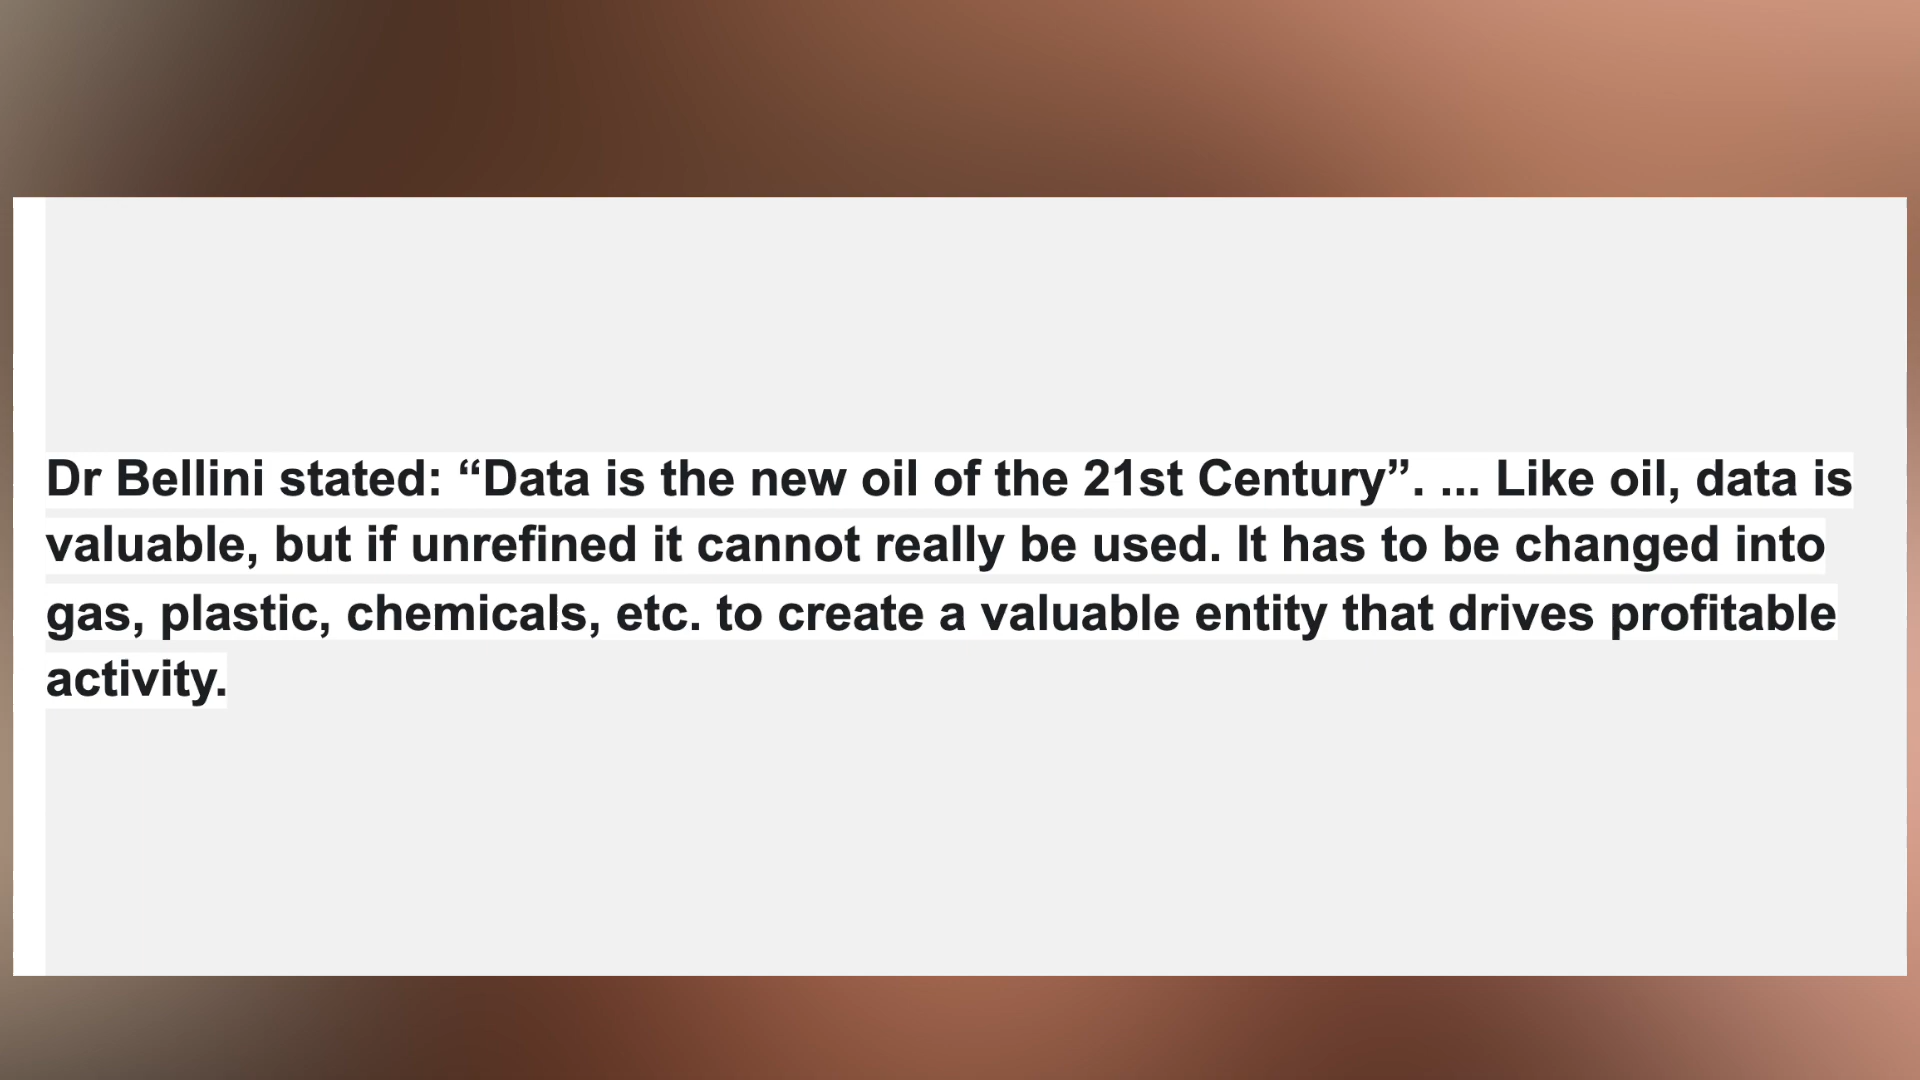 Dr Bellini stated: “Data is the new oil of the 21st Century”. ... Like oil, data is
valuable, but if unrefined it cannot really be used. It has to be changed into
gas, plastic, chemicals, etc. to create a valuable entity that drives profitable
activity.